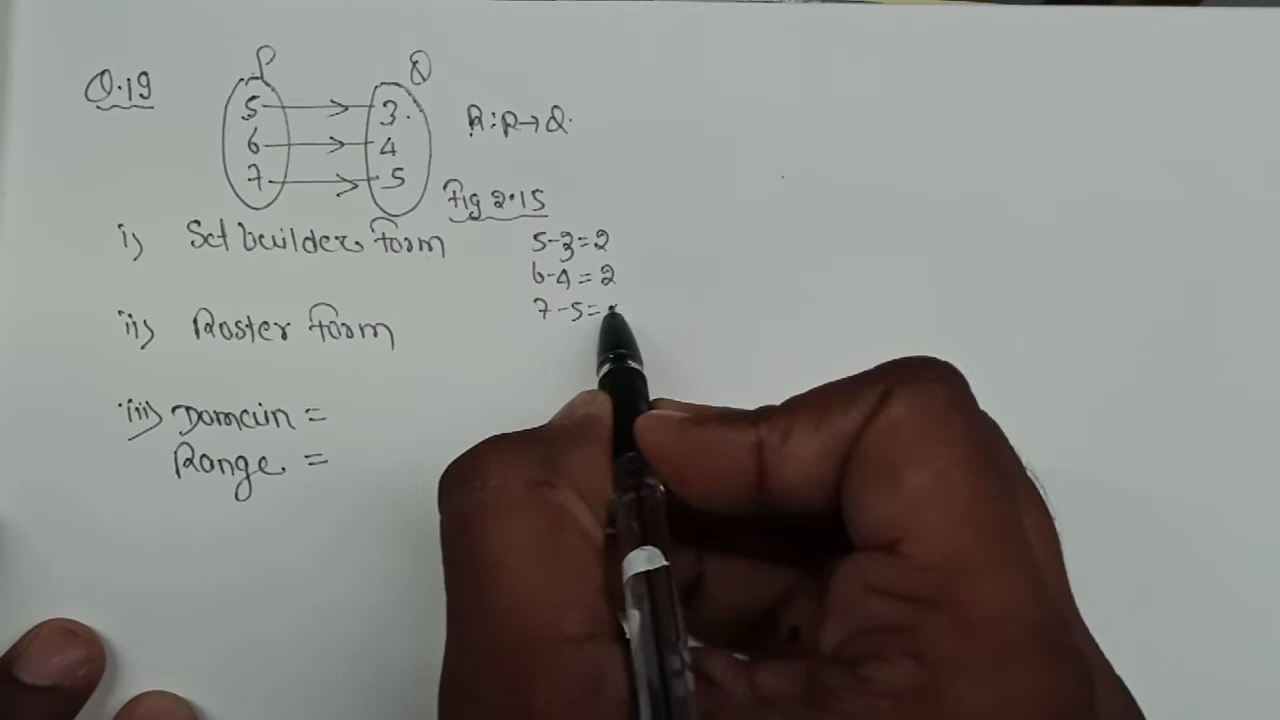 Q.19
P Q
5 3.
6 4
7 5
R:P→Q.
Fig 2.15
i) Set builder form
5-3=2
6-4=2
7-5=
ii) Roster form
iii) Domain =
Range =